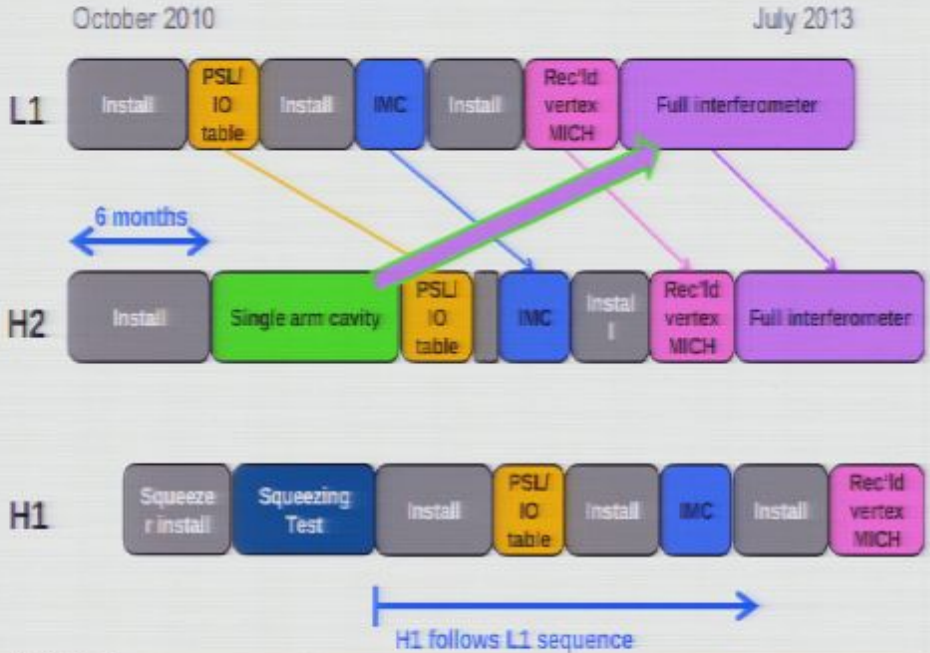 October 2010
July 2013
L1
Install
PSL/
IO
table
Install
IMC
Install
Rec'ld
vertex
MICH
Full interferometer
6 months
H2
Install
Single arm cavity
PSL/
IO
table
IMC
Instal
l
Rec'ld
vertex
MICH
Full interferometer
H1
Squeeze
r install
Squeezing
Test
Install
PSL/
IO
table
Install
IMC
Install
Rec'ld
vertex
MICH
H1 follows L1 sequence